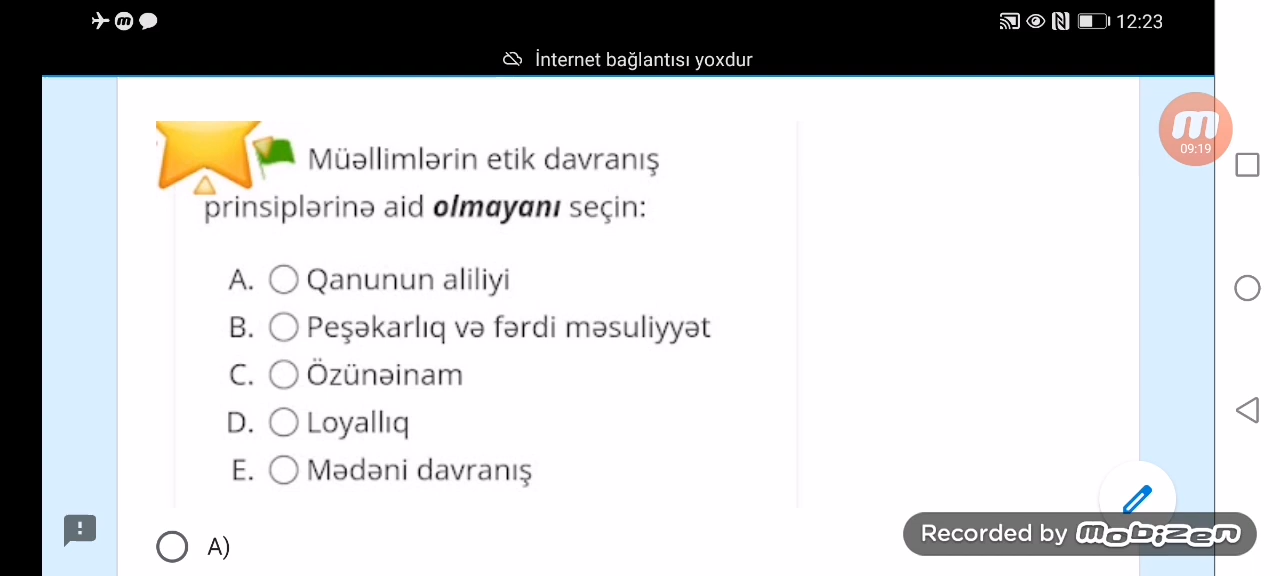 12:23
İnternet bağlantısı yoxdur
09:19
Müəllimlərin etik davranış
prinsiplərinə aid olmayanı seçin:
A. Qanunun aliliyi
B. Peşəkarlıq və fərdi məsuliyyət
C. Özünəinam
D. Loyallıq
E. Mədəni davranış
A)
Recorded by mobizen